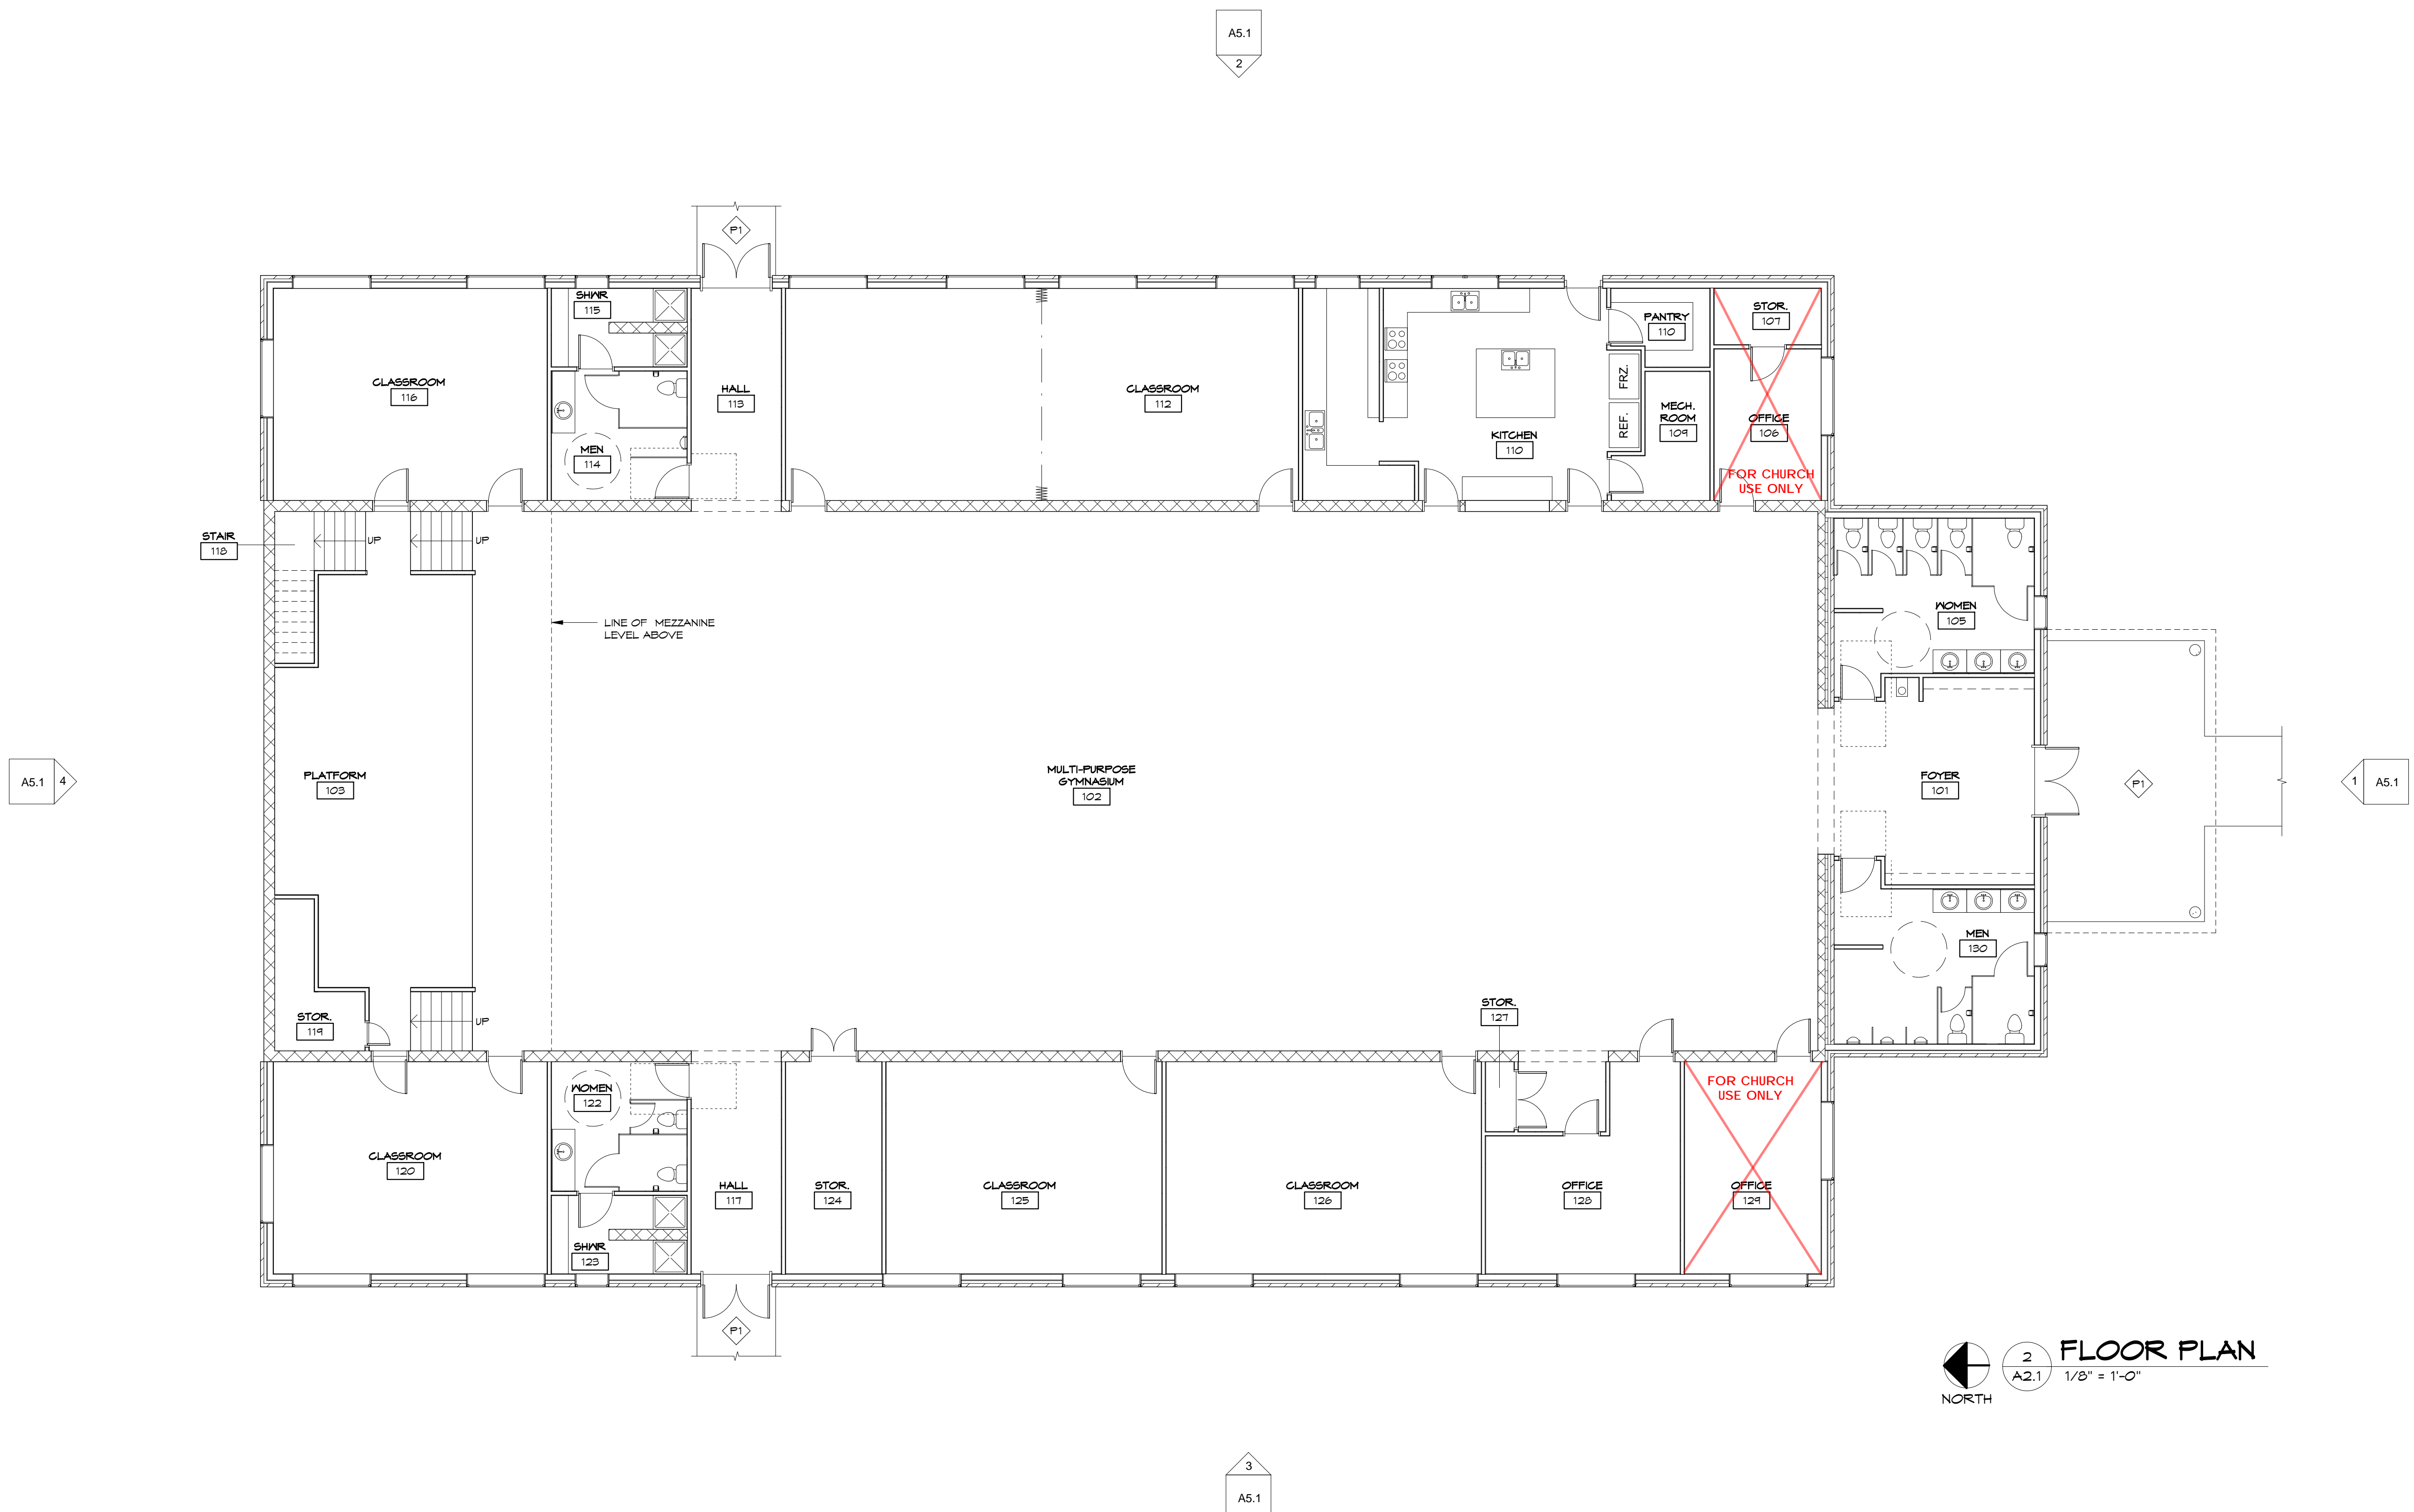 A5.1
2
P1
SHWR
115
STOR.
107
PANTRY
110
CLASSROOM
116
HALL
113
CLASSROOM
112
FRZ.
REF.
MECH.
ROOM
109
OFFICE
106
KITCHEN
110
MEN
114
FOR CHURCH
USE ONLY
STAIR
118
UP
UP
LINE OF MEZZANINE
LEVEL ABOVE
WOMEN
105
A5.1
4
PLATFORM
103
MULTI-PURPOSE
GYMNASIUM
102
FOYER
101
P1
1
A5.1
MEN
130
STOR.
119
UP
STOR.
127
WOMEN
122
FOR CHURCH
USE ONLY
CLASSROOM
120
HALL
117
STOR.
124
CLASSROOM
125
CLASSROOM
126
OFFICE
128
OFFICE
129
SHWR
123
P1
NORTH
2
A2.1
FLOOR PLAN
1/8" = 1'-0"
3
A5.1